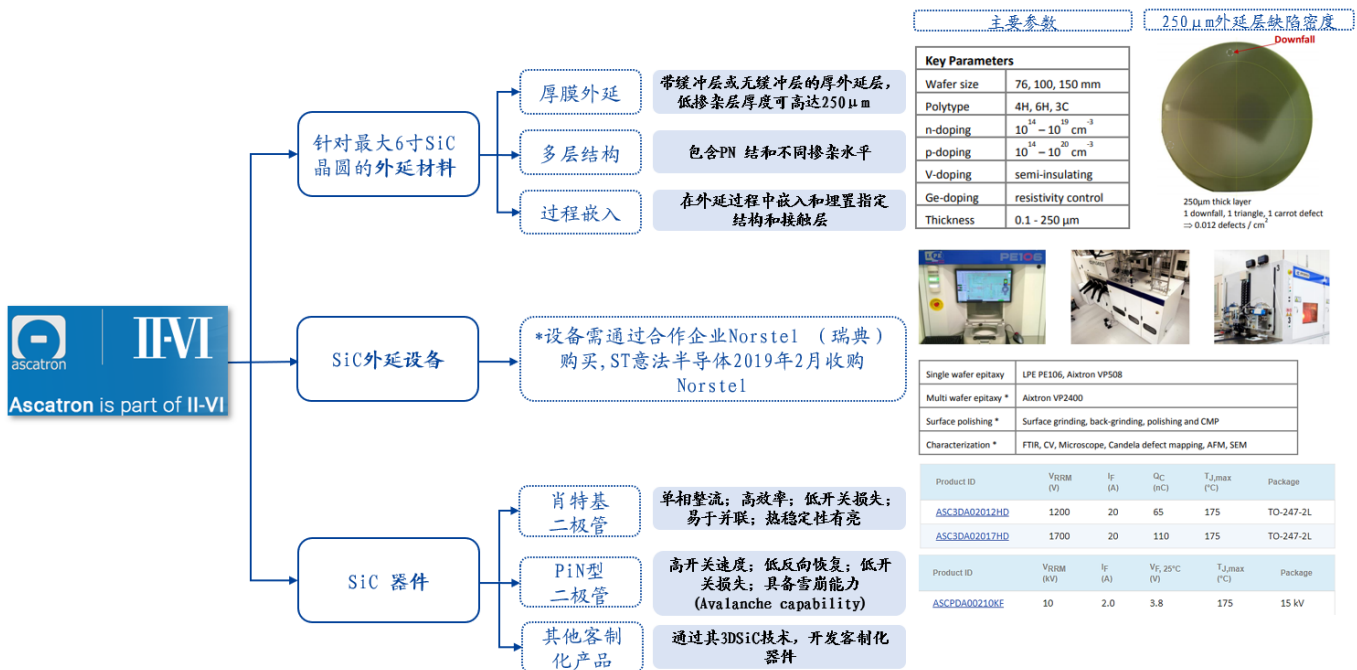 主要参数
250μm外延层缺陷密度
Downfall
Key Parameters
Wafer size 76, 100, 150 mm
Polytype 4H, 6H, 3C
n-doping 10^14 – 10^19 cm^-3
p-doping 10^14 – 10^20 cm^-3
V-doping semi-insulating
Ge-doping resistivity control
Thickness 0.1 - 250 μm
250μm thick layer
1 downfall, 1 triangle, 1 carrot defect
⇒ 0.012 defects / cm^2
针对最大6寸SiC
晶圆的外延材料
厚膜外延
带缓冲层或无缓冲层的厚外延层，
低掺杂层厚度可高达250μm
多层结构
包含PN 结和不同掺杂水平
过程嵌入
在外延过程中嵌入和埋置指定
结构和接触层
PE106
ascatron
II-VI
Ascatron is part of II-VI
SiC外延设备
*设备需通过合作企业Norstel （瑞典）
购买,ST意法半导体2019年2月收购
Norstel
Single wafer epitaxy LPE PE106, Aixtron VP508
Multi wafer epitaxy * Aixtron VP2400
Surface polishing * Surface grinding, back-grinding, polishing and CMP
Characterization * FTIR, CV, Microscope, Candela defect mapping, AFM, SEM
SiC 器件
肖特基
二极管
单相整流；高效率；低开关损失；
易于并联；热稳定性有亮
PiN型
二极管
高开关速度；低反向恢复；低开
关损失；具备雪崩能力
(Avalanche capability)
其他客制
化产品
通过其3DSiC技术，开发客制化
器件
Product ID VRRM (V) IF (A) QC (nC) TJ,max (°C) Package
ASC3DA02012HD 1200 20 65 175 TO-247-2L
ASC3DA02017HD 1700 20 110 175 TO-247-2L
Product ID VRRM (kV) IF (A) VF, 25°C (V) TJ,max (°C) Package
ASCPDA00210KF 10 2.0 3.8 175 15 kV